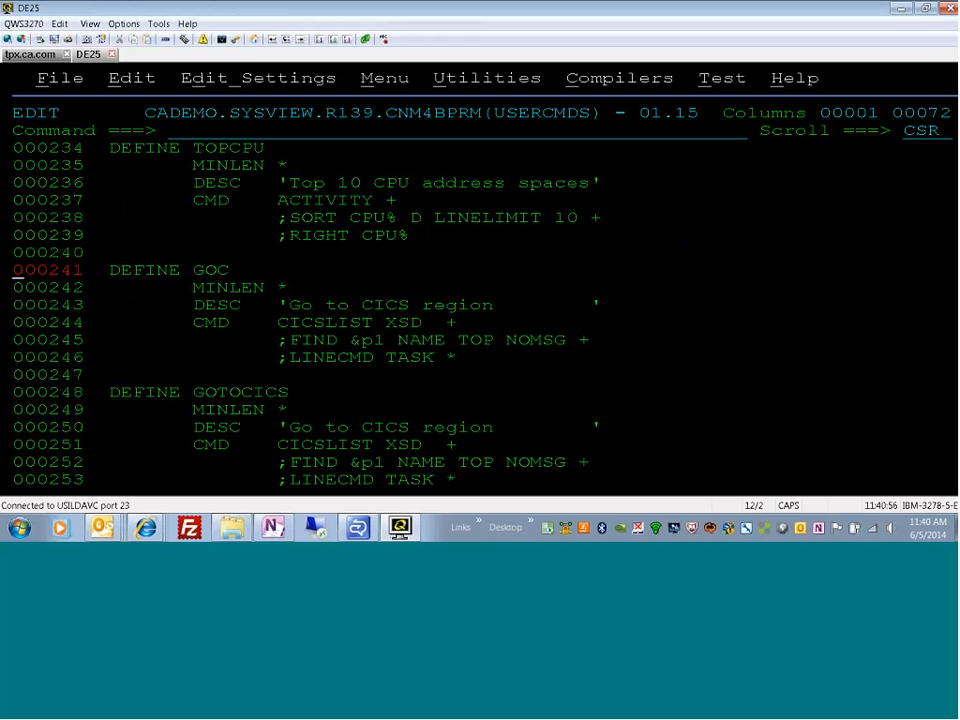 DE25
QWS3270 Edit View Options Tools Help
tpx.ca.com DE25
File Edit Edit_Settings Menu Utilities Compilers Test Help
EDIT CADEMO.SYSVIEW.R139.CNM4BPRM(USERCMDS) - 01.15 Columns 00001 00072
Command ===> Scroll ===> CSR
000234 DEFINE TOPCPU
000235 MINLEN *
000236 DESC 'Top 10 CPU address spaces'
000237 CMD ACTIVITY +
000238 ;SORT CPU% D LINELIMIT 10 +
000239 ;RIGHT CPU%
000240
000241 DEFINE GOC
000242 MINLEN *
000243 DESC 'Go to CICS region '
000244 CMD CICSLIST XSD +
000245 ;FIND &p1 NAME TOP NOMSG +
000246 ;LINECMD TASK *
000247
000248 DEFINE GOTOCICS
000249 MINLEN *
000250 DESC 'Go to CICS region '
000251 CMD CICSLIST XSD +
000252 ;FIND &p1 NAME TOP NOMSG +
000253 ;LINECMD TASK *
Connected to USILDAVC port 23 12/2 CAPS 11:40:56 IBM-3278-5-E
Links » Desktop » 11:40 AM
6/5/2014